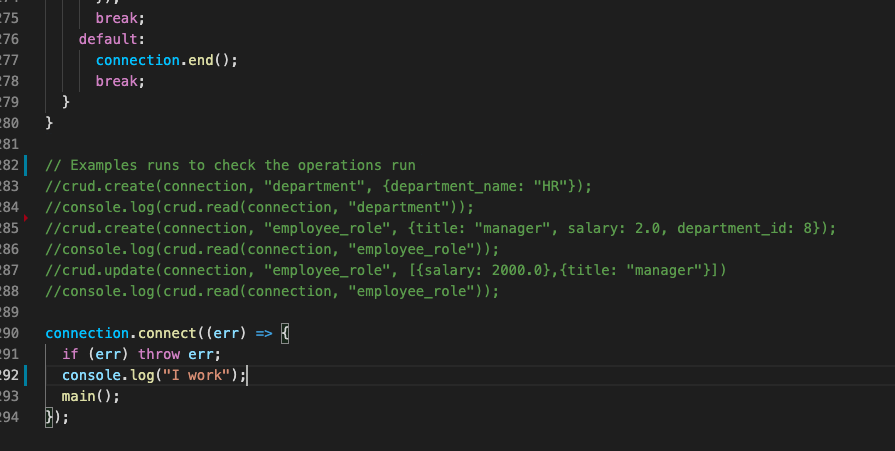 275 break;
276 default:
277 connection.end();
278 break;
279 }
280 }
281
282 // Examples runs to check the operations run
283 //crud.create(connection, "department", {department_name: "HR"});
284 //console.log(crud.read(connection, "department"));
285 //crud.create(connection, "employee_role", {title: "manager", salary: 2.0, department_id: 8});
286 //console.log(crud.read(connection, "employee_role"));
287 //crud.update(connection, "employee_role", [{salary: 2000.0},{title: "manager"}])
288 //console.log(crud.read(connection, "employee_role"));
289
290 connection.connect((err) => {
291 if (err) throw err;
292 console.log("I work");
293 main();
294 });